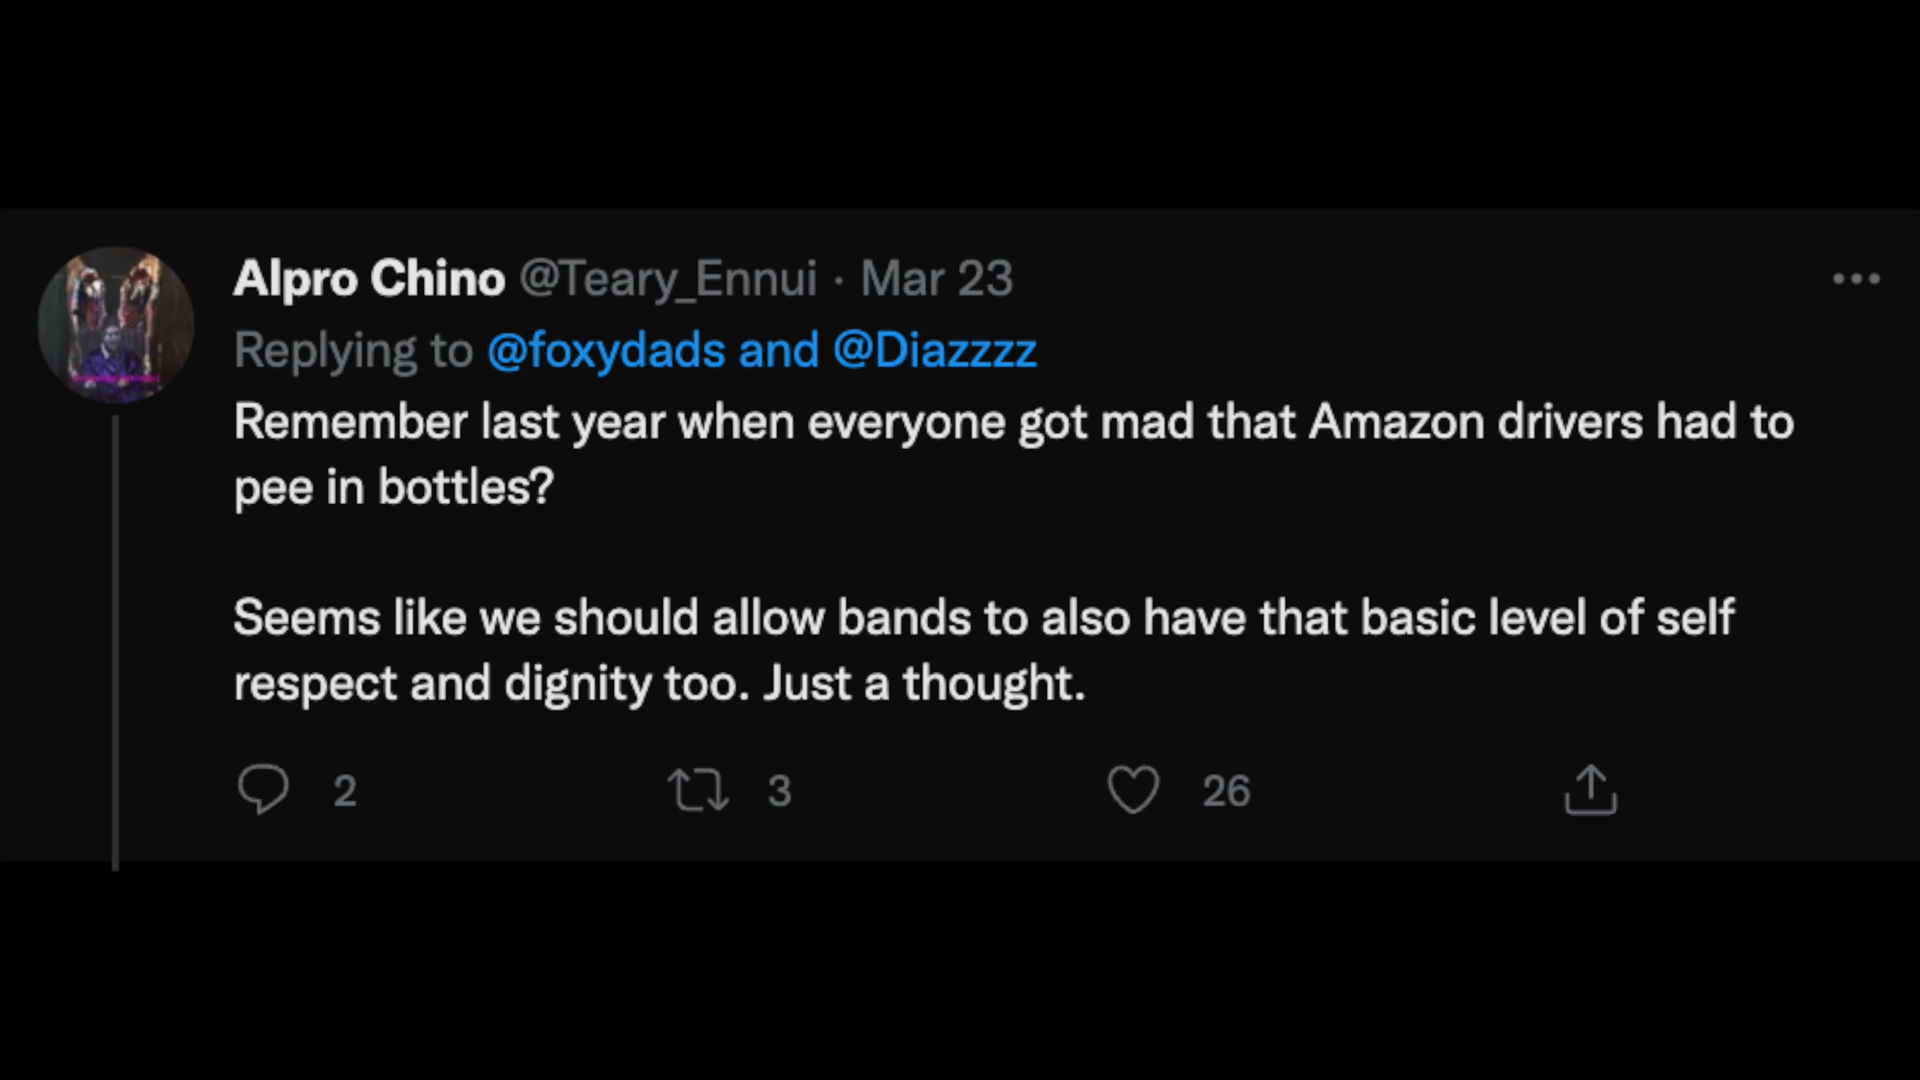 Alpro Chino @Teary_Ennui · Mar 23
Replying to @foxydads and @Diazzzz
Remember last year when everyone got mad that Amazon drivers had to
pee in bottles?
Seems like we should allow bands to also have that basic level of self
respect and dignity too. Just a thought.
2 3 26